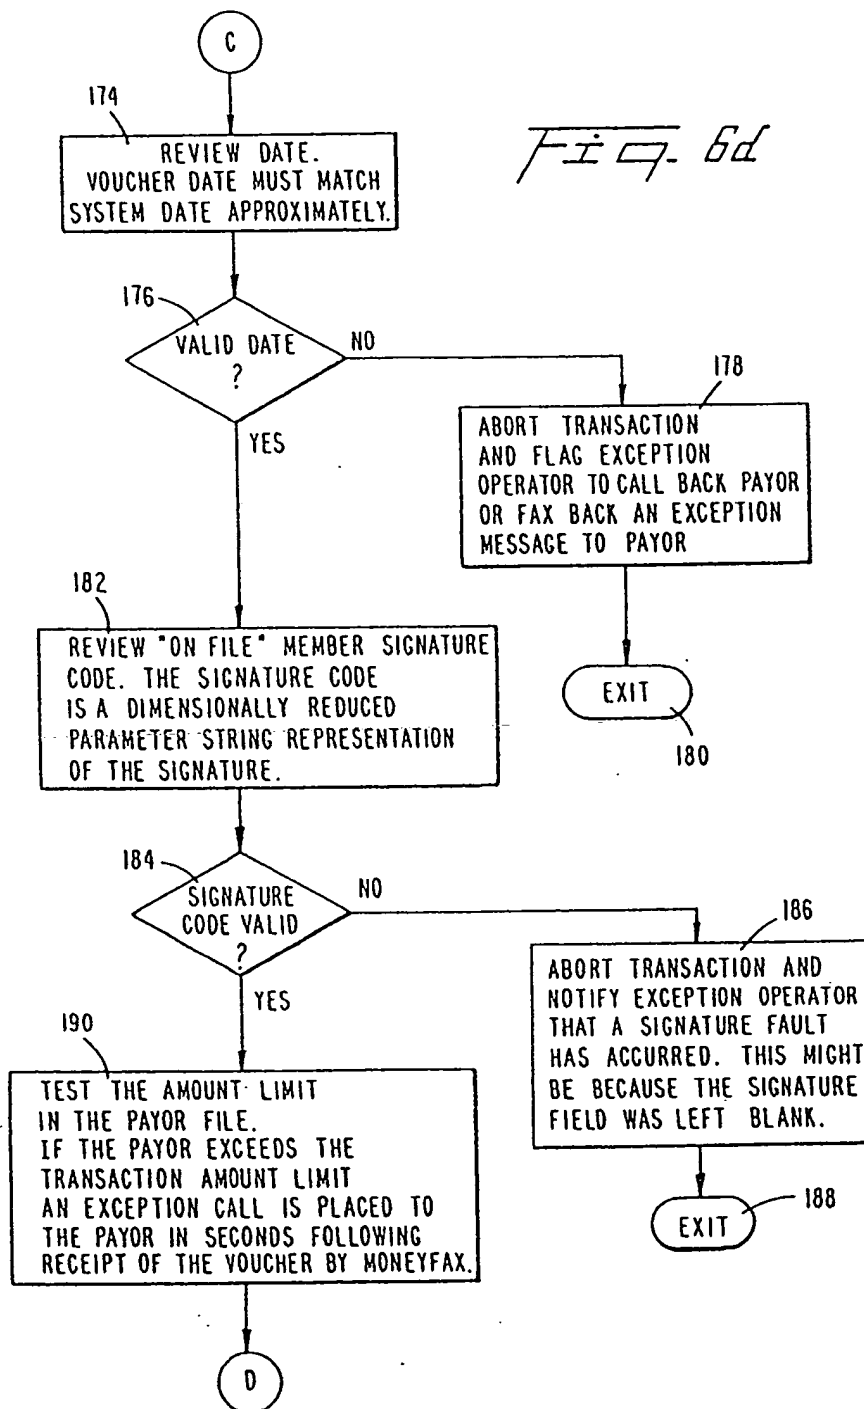 C
174
REVIEW DATE.
VOUCHER DATE MUST MATCH
SYSTEM DATE APPROXIMATELY.
Fig. 6d
176
VALID DATE
?
NO
YES
178
ABORT TRANSACTION
AND FLAG EXCEPTION
OPERATOR TO CALL BACK PAYOR
OR FAX BACK AN EXCEPTION
MESSAGE TO PAYOR
EXIT
180
182
REVIEW "ON FILE" MEMBER SIGNATURE
CODE. THE SIGNATURE CODE
IS A DIMENSIONALLY REDUCED
PARAMETER STRING REPRESENTATION
OF THE SIGNATURE.
184
SIGNATURE
CODE VALID
?
NO
YES
186
ABORT TRANSACTION AND
NOTIFY EXCEPTION OPERATOR
THAT A SIGNATURE FAULT
HAS ACCURRED. THIS MIGHT
BE BECAUSE THE SIGNATURE
FIELD WAS LEFT BLANK.
EXIT
188
190
TEST THE AMOUNT LIMIT
IN THE PAYOR FILE.
IF THE PAYOR EXCEEDS THE
TRANSACTION AMOUNT LIMIT
AN EXCEPTION CALL IS PLACED TO
THE PAYOR IN SECONDS FOLLOWING
RECEIPT OF THE VOUCHER BY MONEYFAX.
D